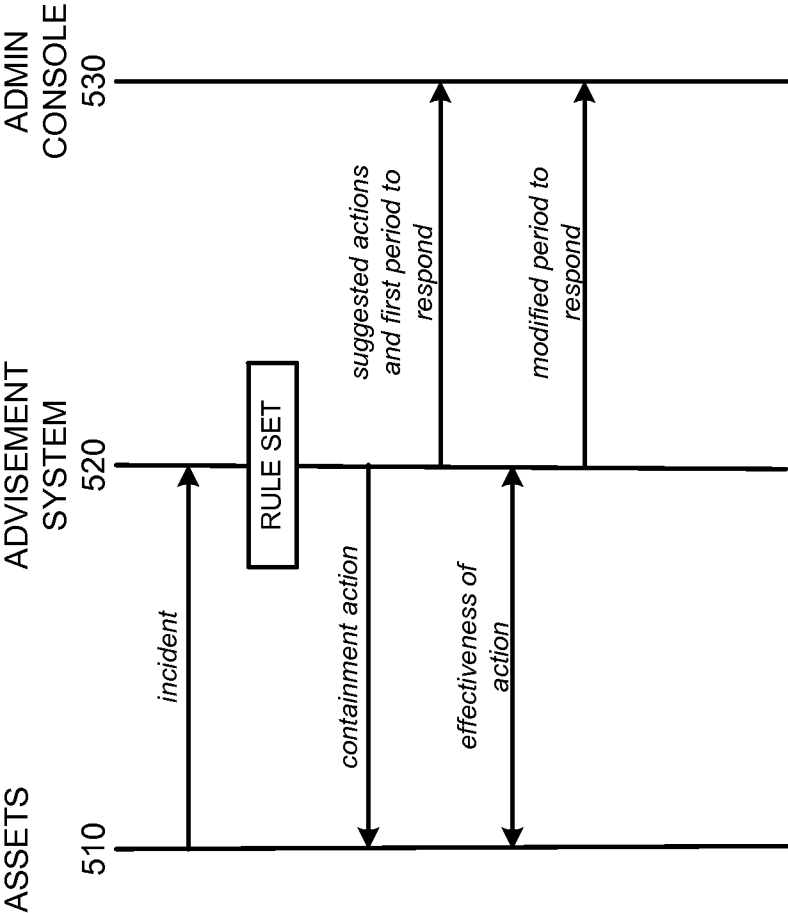 ASSETS
510
ADVISEMENT
SYSTEM
520
ADMIN
CONSOLE
530
incident
RULE SET
containment action
suggested actions
and first period to
respond
effectiveness of
action
modified period to
respond